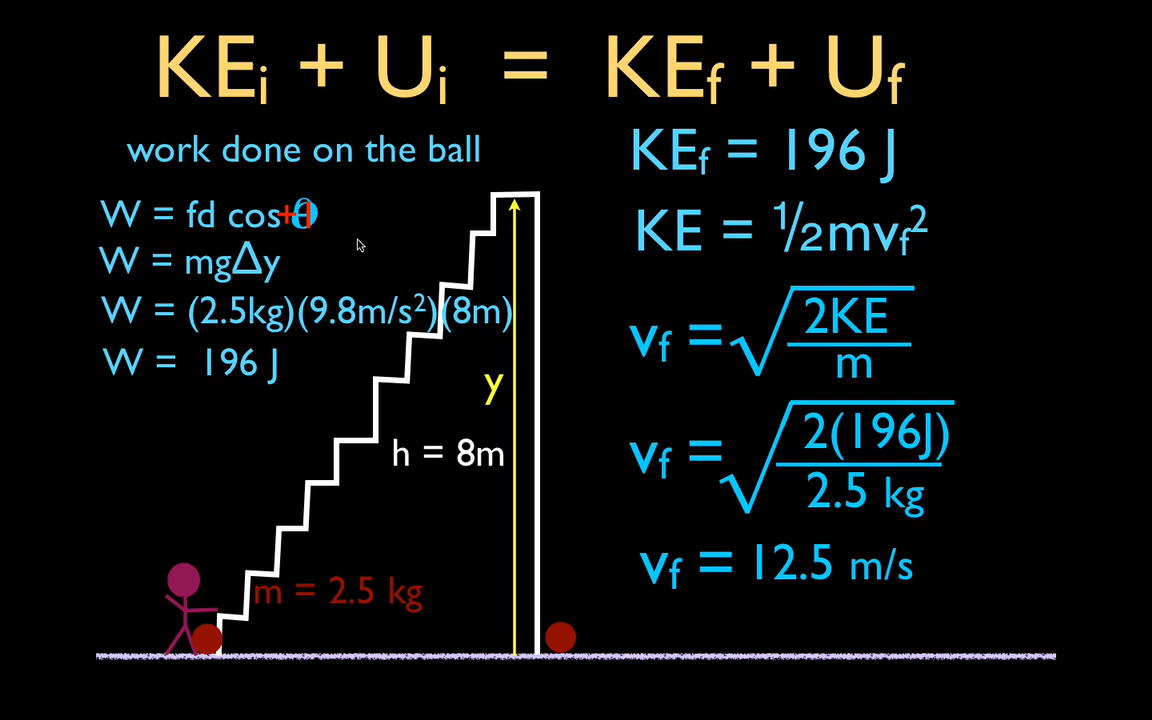 KEi + Ui = KEf + Uf
work done on the ball
W = fd cos
W = mgΔy
W = (2.5kg)(9.8m/s²)(8m)
W = 196 J
y
h = 8m
m = 2.5 kg
KEf = 196 J
KE = ½mvf²
vf = √2KE
m
vf = √2(196J)
2.5 kg
vf = 12.5 m/s